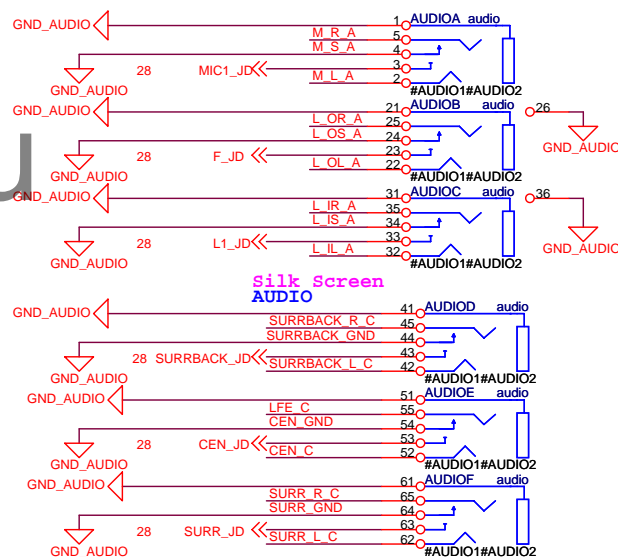 GND_AUDIO 1 AUDIOA audio
M_R_A 5
M_S_A 4
28 MIC1_JD 3
GND_AUDIO M_L_A 2
#AUDIO1#AUDIO2
GND_AUDIO 21 AUDIOB audio 26
L_OR_A 25
L_OS_A 24
GND_AUDIO
28 F_JD 23
GND_AUDIO L_OL_A 22
#AUDIO1#AUDIO2
GND_AUDIO 31 AUDIOC audio 36
L_IR_A 35
L_IS_A 34
28 L1_JD 33
GND_AUDIO
L_IL_A 32
GND_AUDIO #AUDIO1#AUDIO2
Silk Screen
AUDIO
GND_AUDIO 41 AUDIOD audio
SURRBACK_R_C 45
SURRBACK_GND 44
28 SURRBACK_JD 43
SURRBACK_L_C 42
GND_AUDIO #AUDIO1#AUDIO2
GND_AUDIO 51 AUDIOE audio
LFE_C 55
CEN_GND 54
28 CEN_JD 53
CEN_C 52
GND_AUDIO #AUDIO1#AUDIO2
GND_AUDIO 61 AUDIOF audio
SURR_R_C 65
SURR_GND 64
28 SURR_JD 63
SURR_L_C 62
GND_AUDIO #AUDIO1#AUDIO2